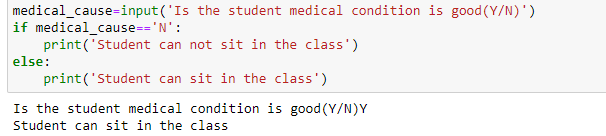 medical_cause=input('Is the student medical condition is good(Y/N)')
if medical_cause=='N':
    print('Student can not sit in the class')
else:
    print('Student can sit in the class')
Is the student medical condition is good(Y/N)Y
Student can sit in the class